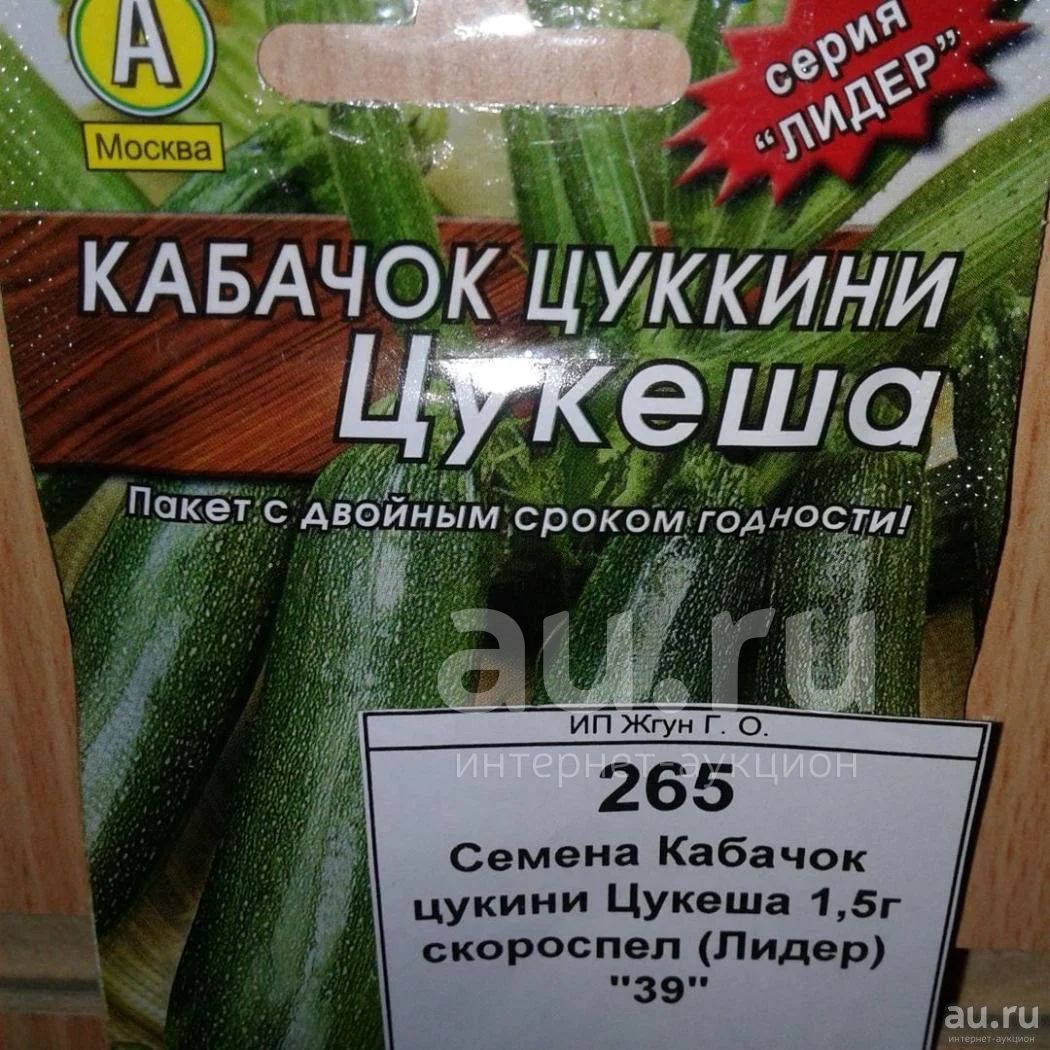 А
Москва
серия
"ЛИДЕР"
КАБАЧОК ЦУККИНИ
Цукеша
Пакет с двойным сроком годности!
au.ru
интернет-аукцион
ИП Жгун Г. О.
265
Семена Кабачок
цукини Цукеша 1,5г
скороспел (Лидер)
"39"
au.ru
интернет-аукцион